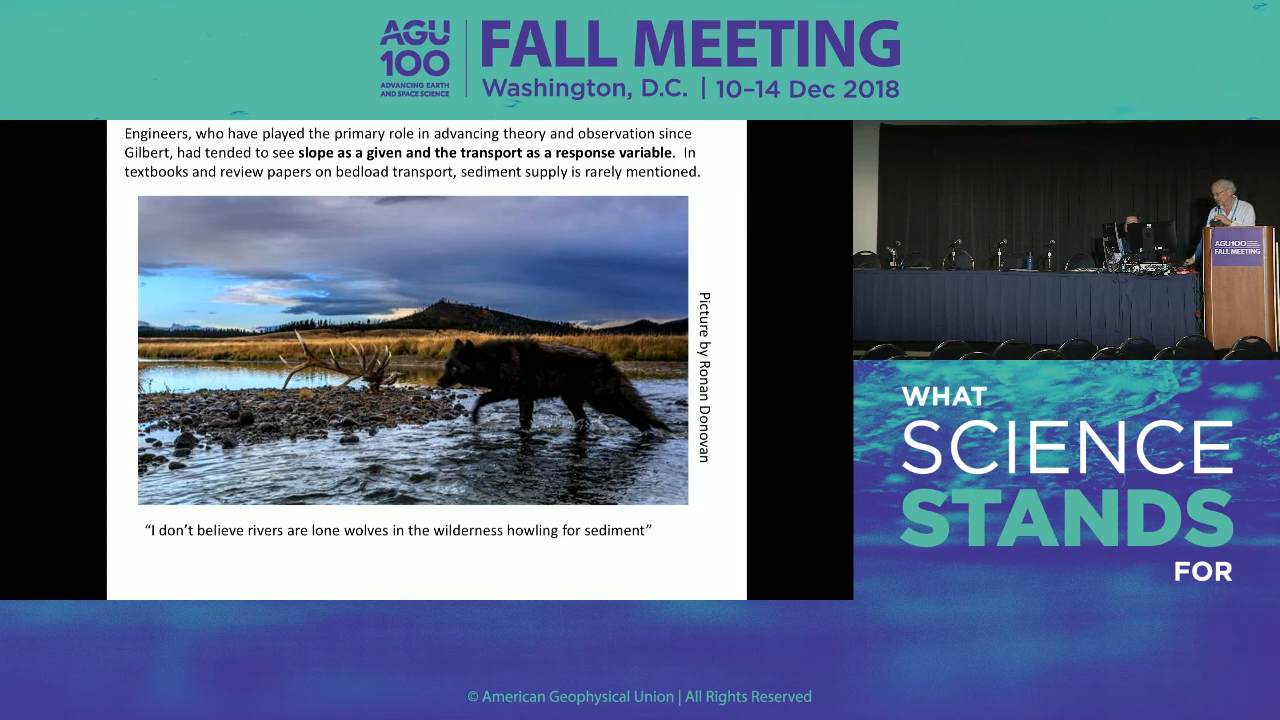 AGU
100
ADVANCING EARTH
AND SPACE SCIENCE
FALL MEETING
Washington, D.C. | 10–14 Dec 2018
Engineers, who have played the primary role in advancing theory and observation since
Gilbert, had tended to see slope as a given and the transport as a response variable. In
textbooks and review papers on bedload transport, sediment supply is rarely mentioned.
Picture by Ronan Donovan
“I don’t believe rivers are lone wolves in the wilderness howling for sediment”
AGU100
FALL MEETING
WHAT
SCIENCE
STANDS
FOR
© American Geophysical Union | All Rights Reserved